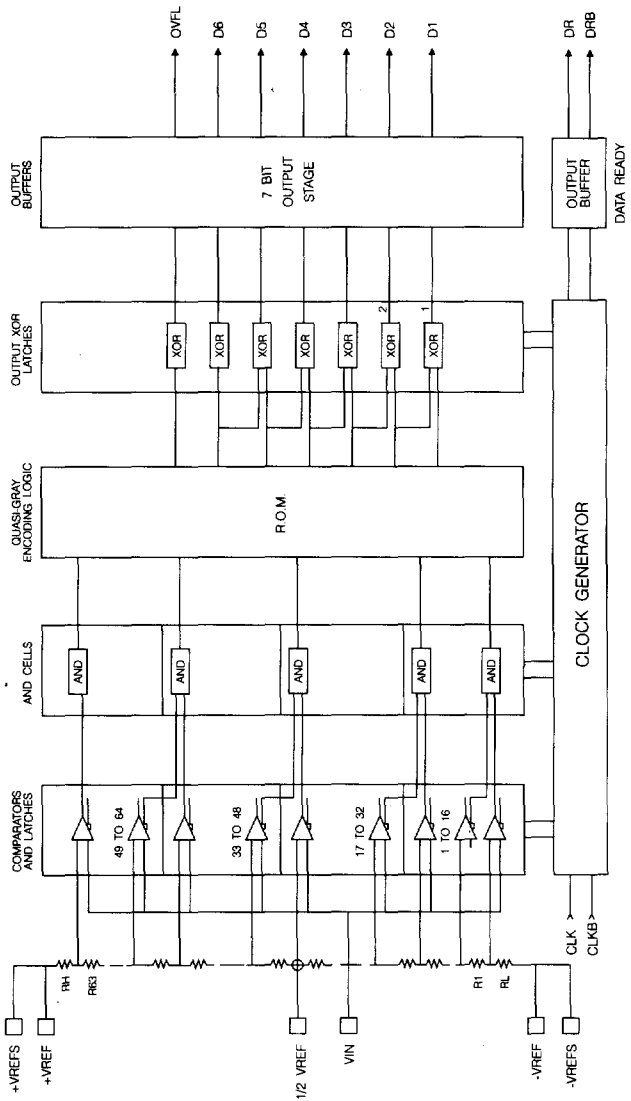 COMPARATORS
AND LATCHES
AND CELLS
QUASI-GRAY
ENCODING LOGIC
OUTPUT XOR
LATCHES
OUTPUT
BUFFERS
+VREFS
+VREF
1/2 VREF
VIN
-VREF
-VREFS
RH
R63
R1
RL
49 TO 64
33 TO 48
17 TO 32
1 TO 16
AND
AND
AND
AND
AND
R.O.M.
XOR
XOR
XOR
XOR
XOR
XOR
2
XOR
1
7 BIT
OUTPUT
STAGE
OVFL
D6
D5
D4
D3
D2
D1
CLK
CLKB
CLOCK GENERATOR
OUTPUT
BUFFER
DATA READY
DR
DRB